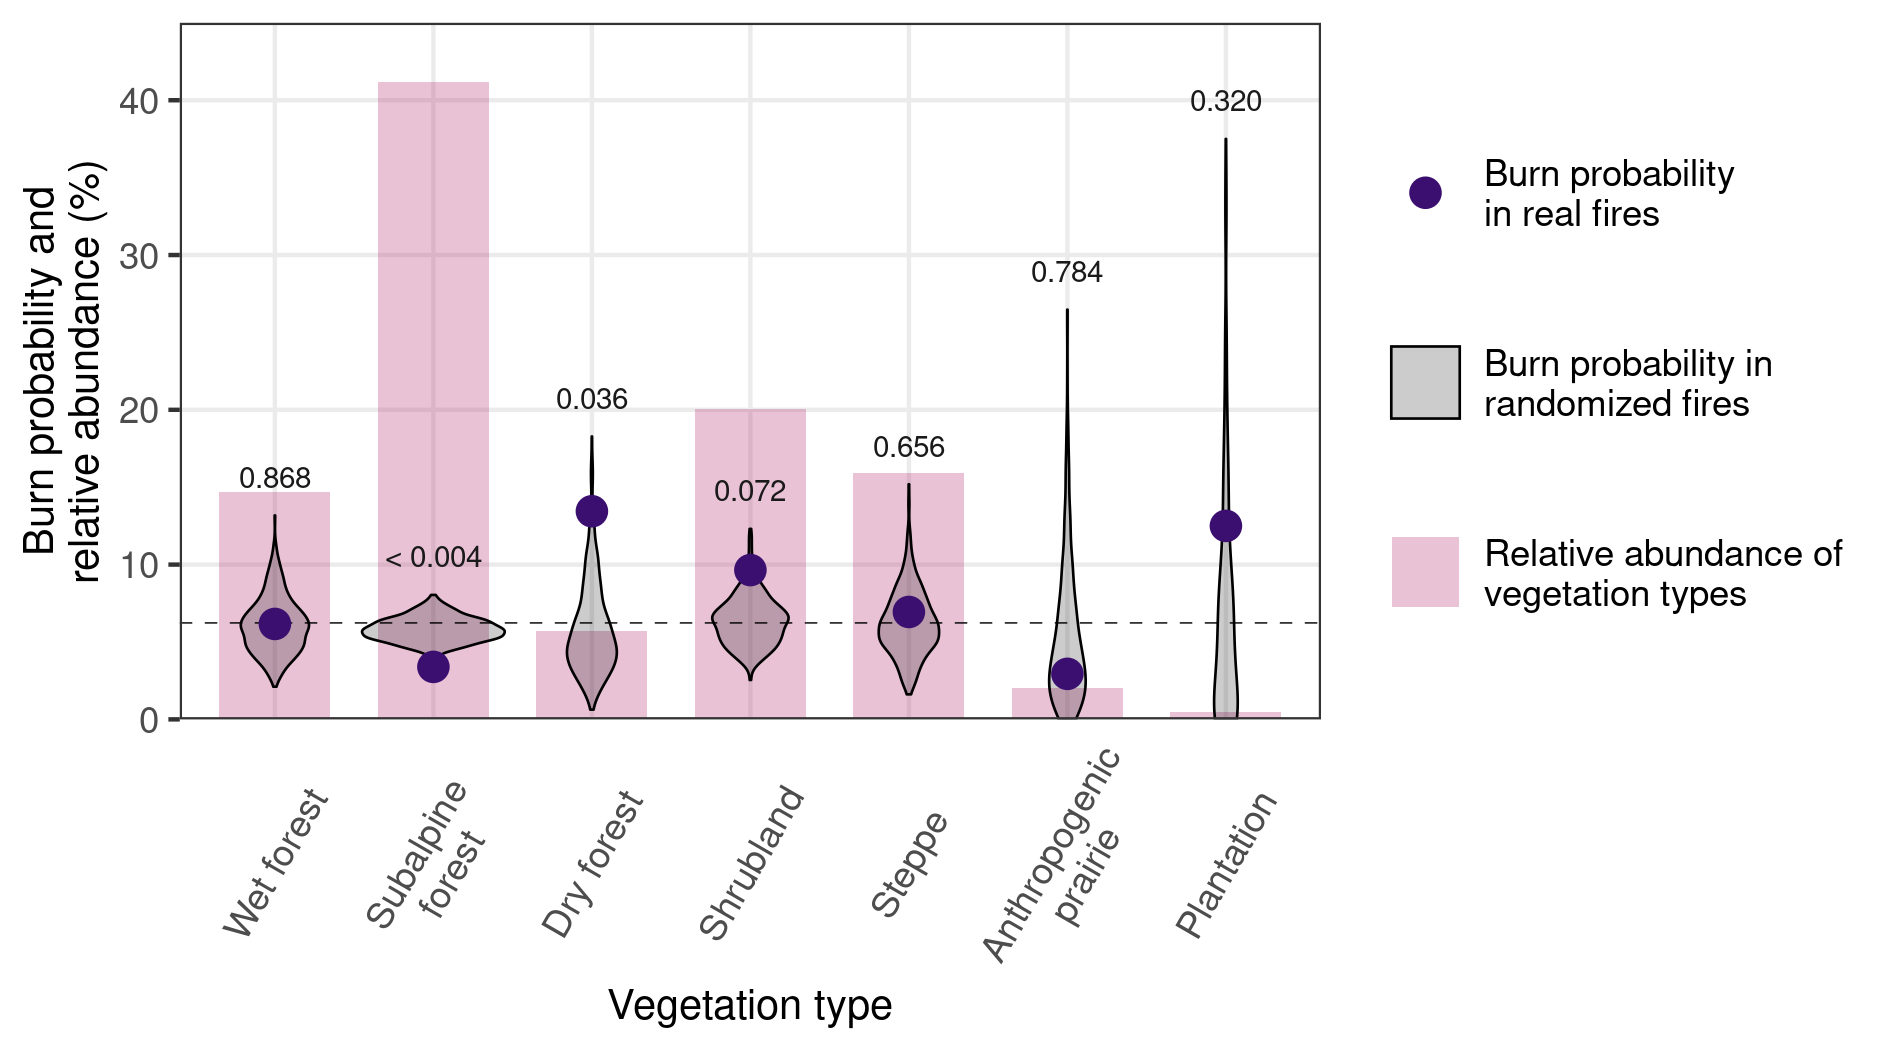 Burn probability and
relative abundance (%)
40
30
20
10
0
0.868
< 0.004
0.036
0.072
0.656
0.784
0.320
Wet forest
Subalpine
forest
Dry forest
Shrubland
Steppe
Anthropogenic
prairie
Plantation
Vegetation type
Burn probability
in real fires
Burn probability in
randomized fires
Relative abundance of
vegetation types